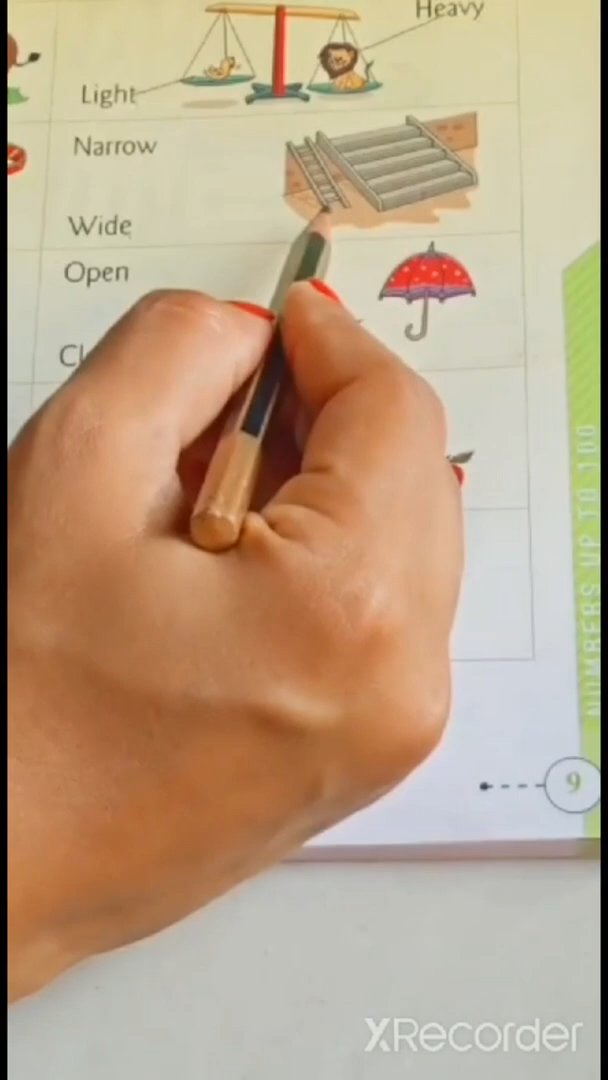 Heavy
Light
Narrow
Wide
Open
NUMBERS UP TO 100
9
XRecorder